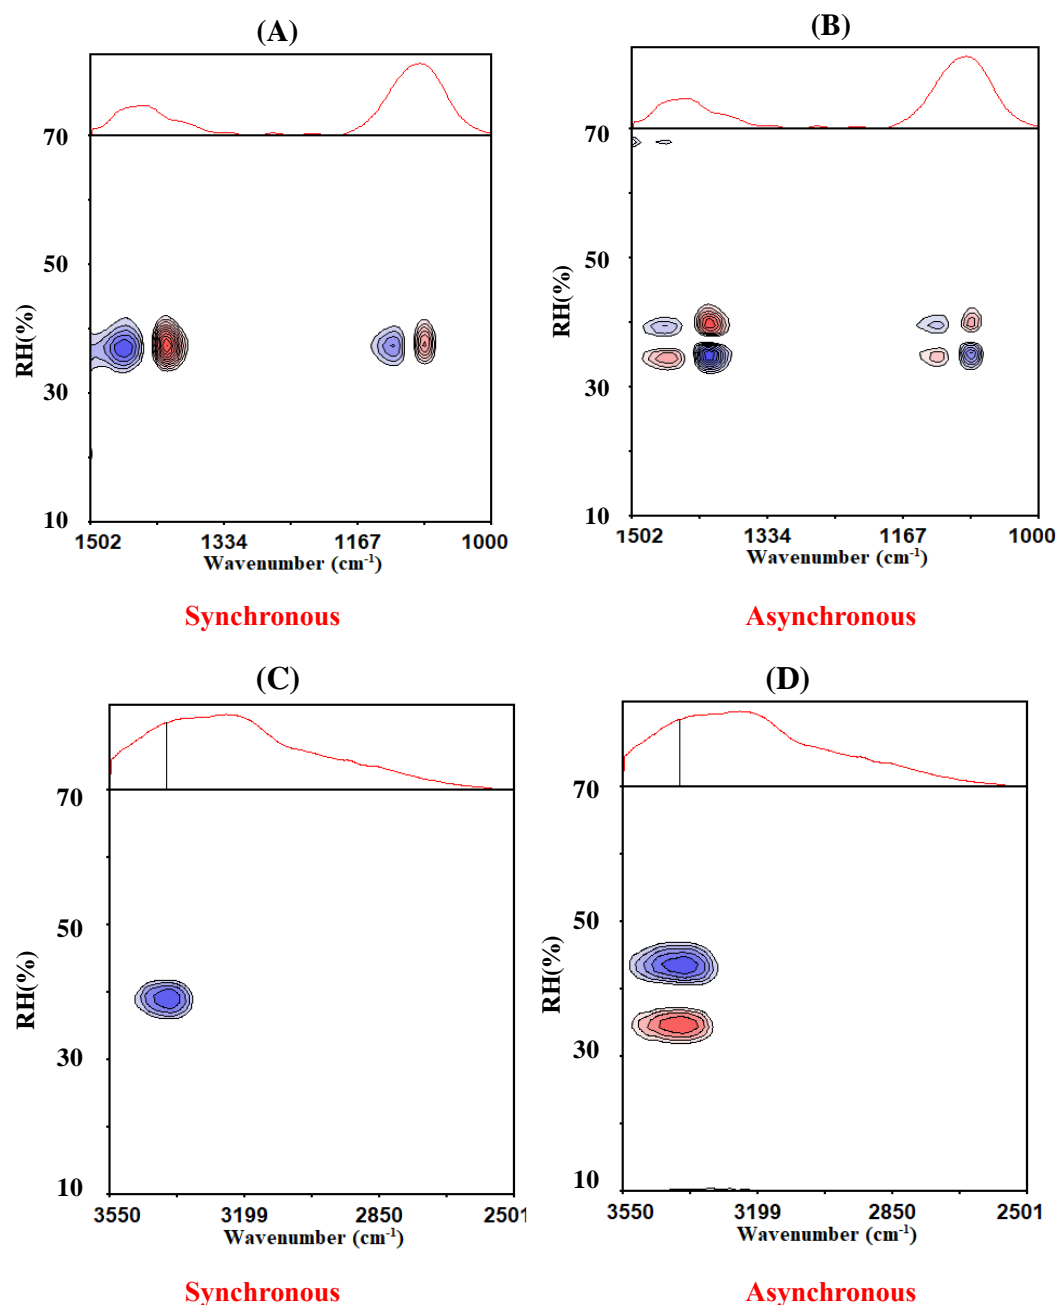 (A)
(B)
70
50
30
10
RH(%)
1502 1334 1167 1000
Wavenumber (cm⁻¹)
70
50
30
10
RH(%)
1502 1334 1167 1000
Wavenumber (cm⁻¹)
Synchronous
Asynchronous
(C)
(D)
70
50
30
10
RH(%)
3550 3199 2850 2501
Wavenumber (cm⁻¹)
70
50
30
10
RH(%)
3550 3199 2850 2501
Wavenumber (cm⁻¹)
Synchronous
Asynchronous